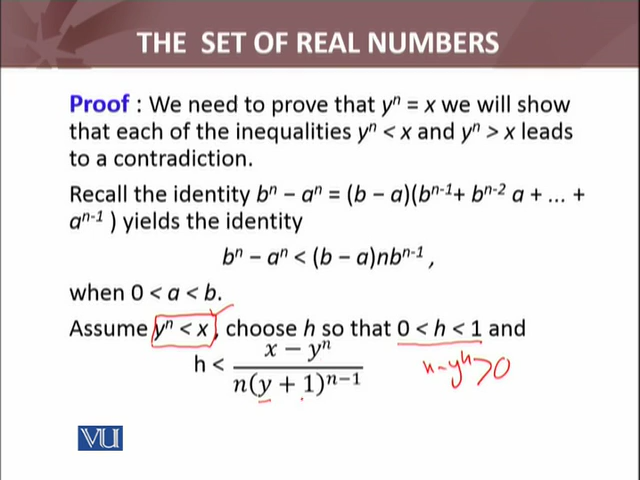 THE SET OF REAL NUMBERS
Proof : We need to prove that yⁿ = x we will show
that each of the inequalities yⁿ < x and yⁿ > x leads
to a contradiction.
Recall the identity bⁿ – aⁿ = (b – a)(bⁿ⁻¹+ bⁿ⁻² a + ... +
aⁿ⁻¹ ) yields the identity
bⁿ – aⁿ < (b – a)nbⁿ⁻¹ ,
when 0 < a < b.
Assume yⁿ < x, choose h so that 0 < h < 1 and
h < (x − yⁿ)/(n(y + 1)ⁿ⁻¹)
x - yⁿ > 0
VU